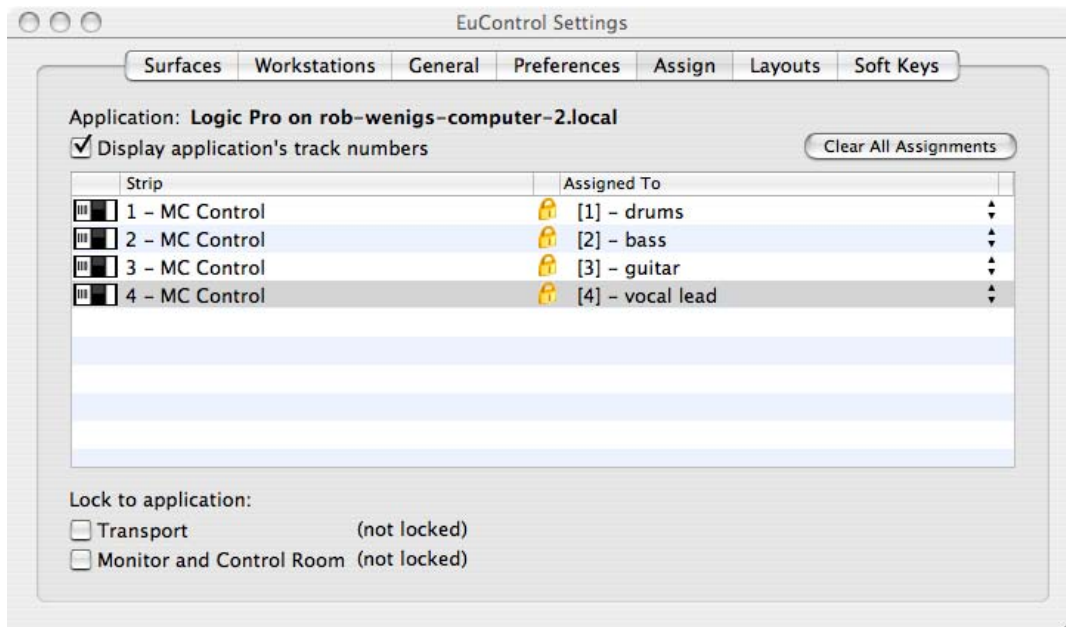 EuControl Settings
Surfaces Workstations General Preferences Assign Layouts Soft Keys
Application: Logic Pro on rob-wenigs-computer-2.local
Display application's track numbers
Clear All Assignments
Strip Assigned To
1 – MC Control [1] – drums
2 – MC Control [2] – bass
3 – MC Control [3] – guitar
4 – MC Control [4] – vocal lead
Lock to application:
Transport (not locked)
Monitor and Control Room (not locked)